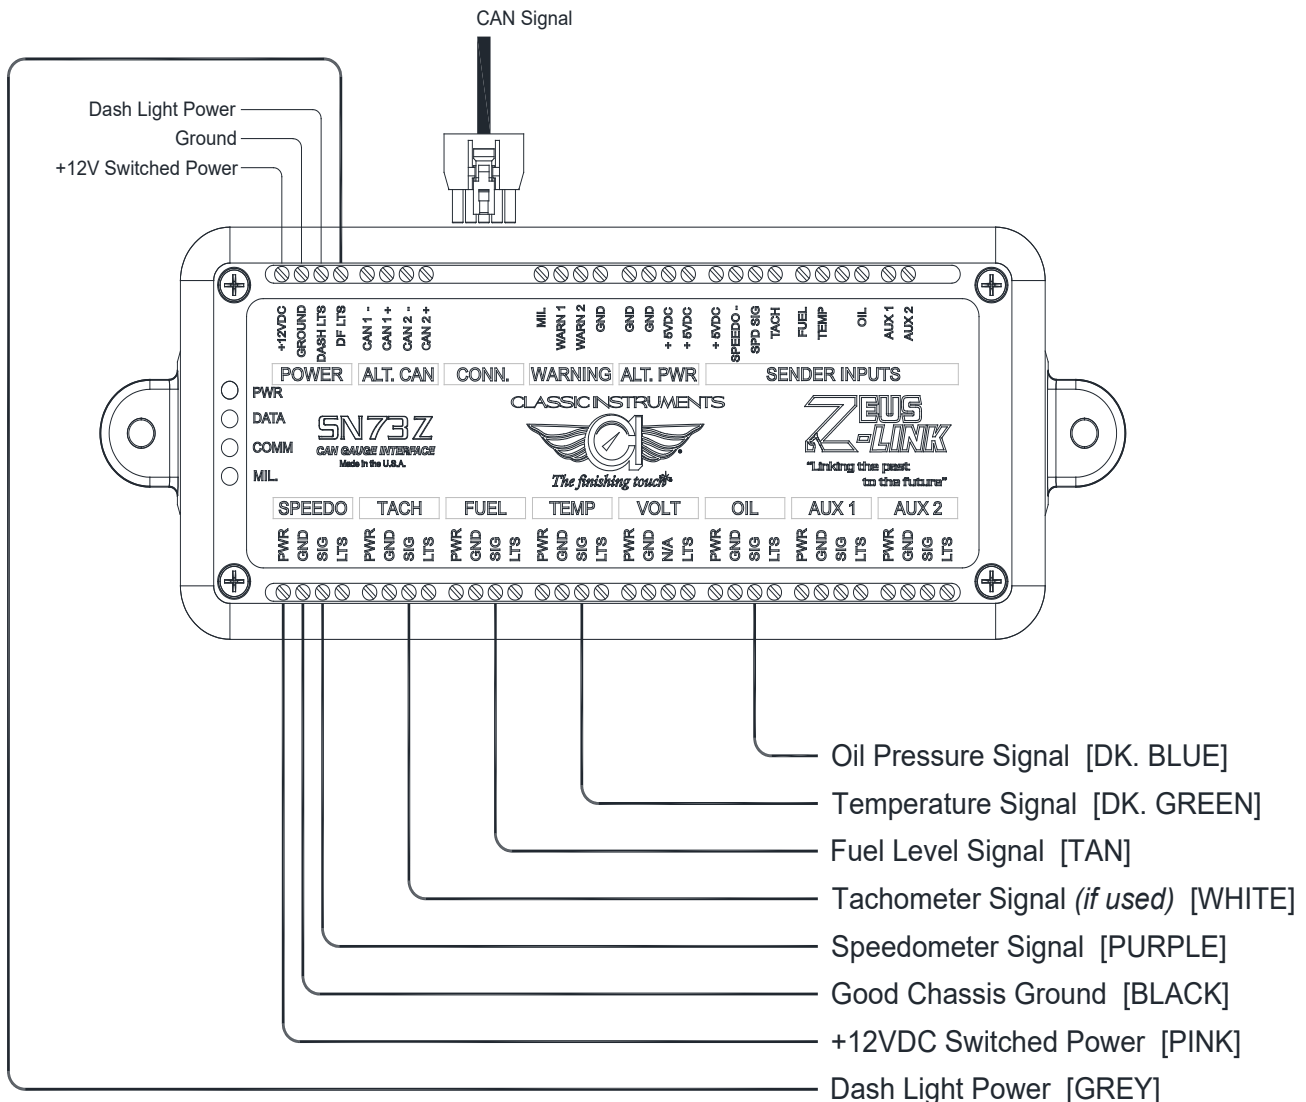 CAN Signal
Dash Light Power
Ground
+12V Switched Power
+12VDC
GROUND
DASH LTS
DF LTS
CAN 1 -
CAN 1 +
CAN 2 -
CAN 2 +
MIL
WARN 1
WARN 2
GND
GND
GND
+ 5VDC
+ 5VDC
+ 5VDC
SPEEDO -
SPD SIG
TACH
FUEL
TEMP
OIL
AUX 1
AUX 2
POWER ALT. CAN CONN. WARNING ALT. PWR SENDER INPUTS
PWR
DATA
COMM
MIL.
SN73Z
CAN GAUGE INTERFACE
Made in the U.S.A.
CLASSIC INSTRUMENTS
CI
The finishing touch
ZEUS
-LINK
"Linking the past
to the future"
SPEEDO TACH FUEL TEMP VOLT OIL AUX 1 AUX 2
PWR GND SIG LTS PWR GND SIG LTS PWR GND SIG LTS PWR GND SIG LTS PWR GND N/A LTS PWR GND SIG LTS PWR GND SIG LTS PWR GND SIG LTS
Oil Pressure Signal [DK. BLUE]
Temperature Signal [DK. GREEN]
Fuel Level Signal [TAN]
Tachometer Signal (if used) [WHITE]
Speedometer Signal [PURPLE]
Good Chassis Ground [BLACK]
+12VDC Switched Power [PINK]
Dash Light Power [GREY]